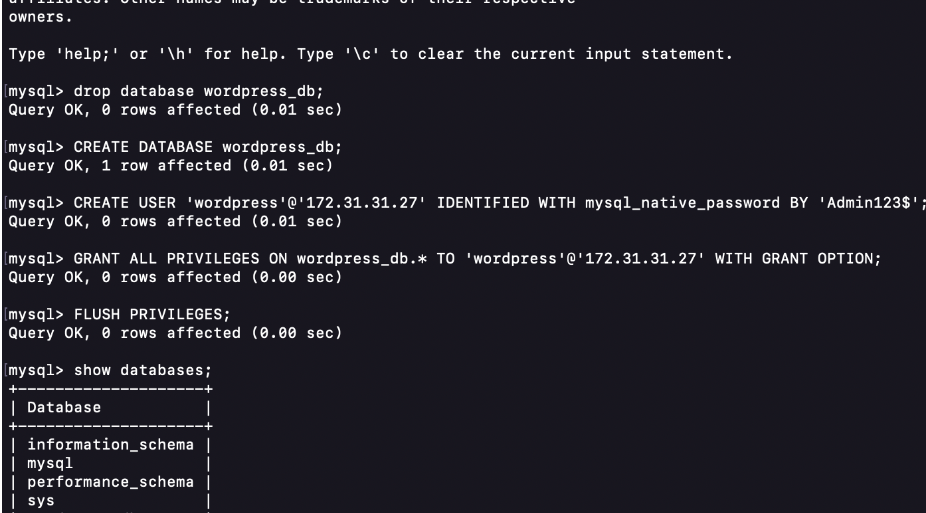 affiliates. Other names may be trademarks of their respective
owners.
Type 'help;' or '\h' for help. Type '\c' to clear the current input statement.
[mysql> drop database wordpress_db;
Query OK, 0 rows affected (0.01 sec)
[mysql> CREATE DATABASE wordpress_db;
Query OK, 1 row affected (0.01 sec)
[mysql> CREATE USER 'wordpress'@'172.31.31.27' IDENTIFIED WITH mysql_native_password BY 'Admin123$';
Query OK, 0 rows affected (0.01 sec)
[mysql> GRANT ALL PRIVILEGES ON wordpress_db.* TO 'wordpress'@'172.31.31.27' WITH GRANT OPTION;
Query OK, 0 rows affected (0.00 sec)
[mysql> FLUSH PRIVILEGES;
Query OK, 0 rows affected (0.00 sec)
[mysql> show databases;
+--------------------+
| Database           |
+--------------------+
| information_schema |
| mysql              |
| performance_schema |
| sys                |